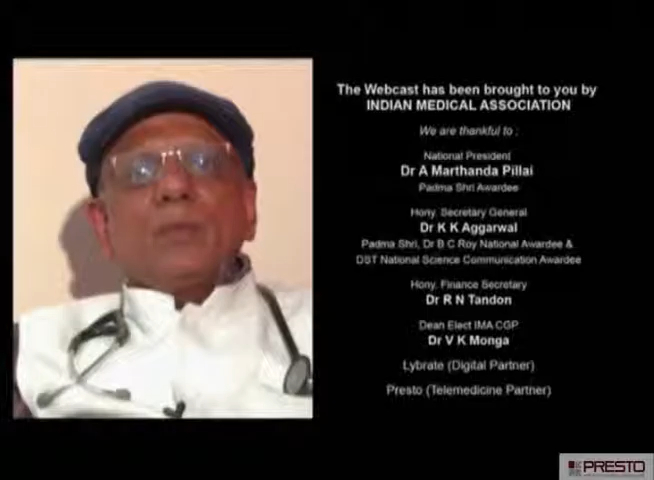 The Webcast has been brought to you by
INDIAN MEDICAL ASSOCIATION
We are thankful to :
National President
Dr A Marthanda Pillai
Padma Shri Awardee
Hony. Secretary General
Dr K K Aggarwal
Padma Shri, Dr B C Roy National Awardee &
DST National Science Communication Awardee
Hony. Finance Secretary
Dr R N Tandon
Dean Elect IMA CGP
Dr V K Monga
Lybrate (Digital Partner)
Presto (Telemedicine Partner)
PRESTO